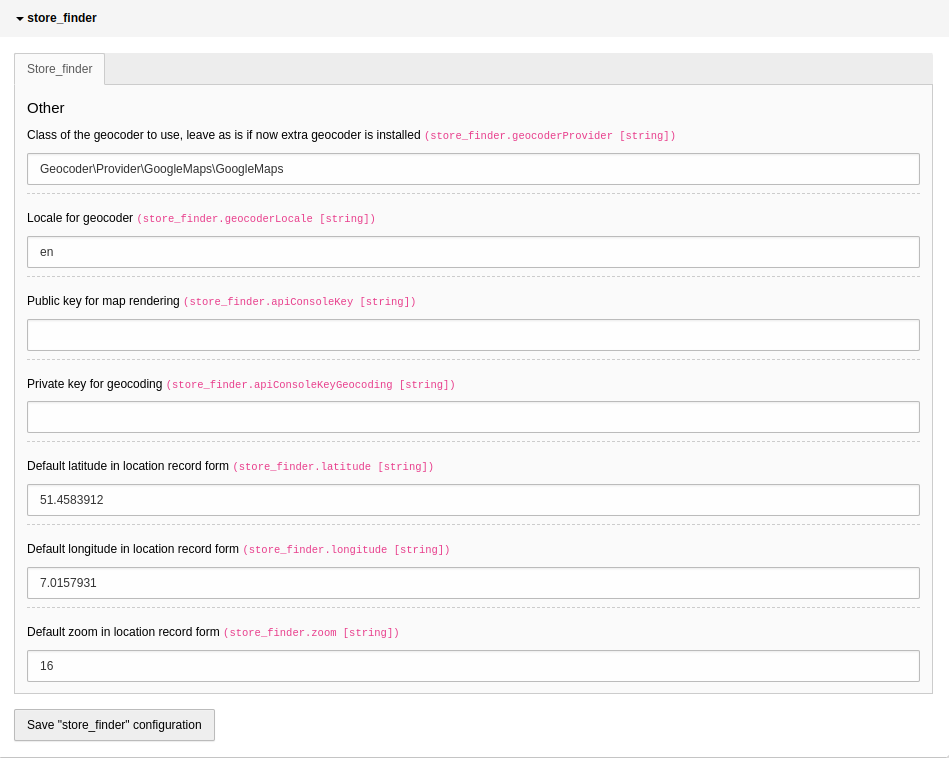 store_finder
Store_finder
Other
Class of the geocoder to use, leave as is if now extra geocoder is installed (store_finder.geocoderProvider [string])
Geocoder\Provider\GoogleMaps\GoogleMaps
Locale for geocoder (store_finder.geocoderLocale [string])
en
Public key for map rendering (store_finder.apiConsoleKey [string])
Private key for geocoding (store_finder.apiConsoleKeyGeocoding [string])
Default latitude in location record form (store_finder.latitude [string])
51.4583912
Default longitude in location record form (store_finder.longitude [string])
7.0157931
Default zoom in location record form (store_finder.zoom [string])
16
Save "store_finder" configuration